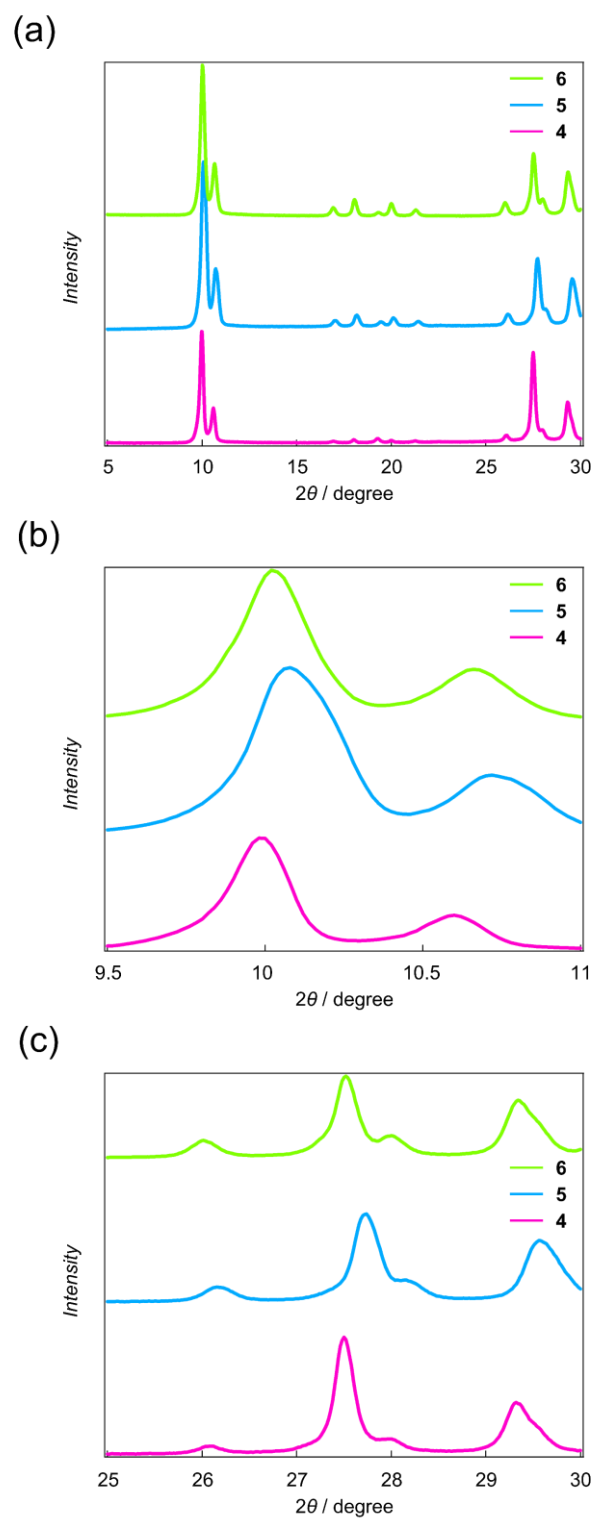 (a)
6
5
4
Intensity
5 10 15 20 25 30
2θ / degree
(b)
6
5
4
Intensity
9.5 10 10.5 11
2θ / degree
(c)
6
5
4
Intensity
25 26 27 28 29 30
2θ / degree